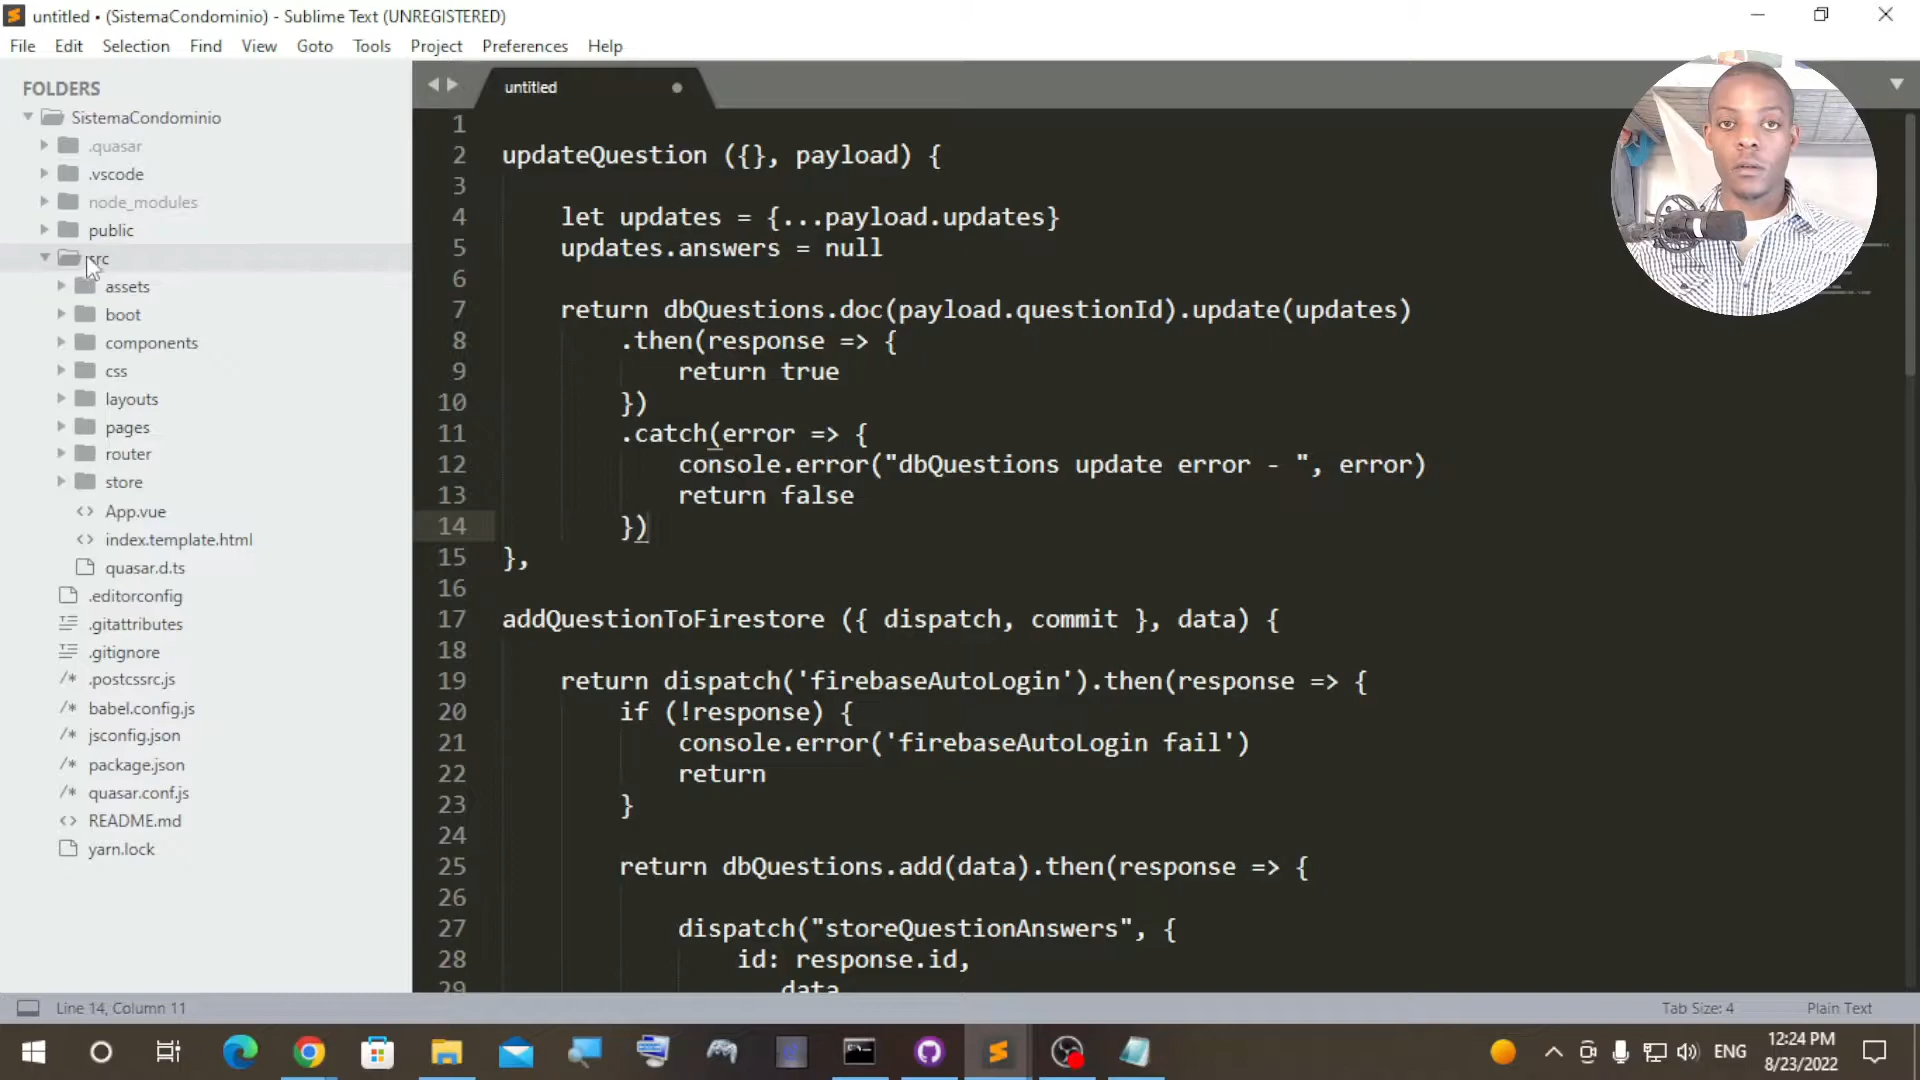 untitled • (SistemaCondominio) - Sublime Text (UNREGISTERED)
File Edit Selection Find View Goto Tools Project Preferences Help
FOLDERS
SistemaCondominio
.quasar
.vscode
node_modules
public
src
assets
boot
components
css
layouts
pages
router
store
App.vue
index.template.html
quasar.d.ts
.editorconfig
.gitattributes
.gitignore
.postcssrc.js
babel.config.js
jsconfig.json
package.json
quasar.conf.js
README.md
yarn.lock
untitled
1
2 updateQuestion ({}, payload) {
3
4 let updates = {...payload.updates}
5 updates.answers = null
6
7 return dbQuestions.doc(payload.questionId).update(updates)
8 .then(response => {
9 return true
10 })
11 .catch(error => {
12 console.error("dbQuestions update error - ", error)
13 return false
14 })
15 },
16
17 addQuestionToFirestore ({ dispatch, commit }, data) {
18
19 return dispatch('firebaseAutoLogin').then(response => {
20 if (!response) {
21 console.error('firebaseAutoLogin fail')
22 return
23 }
24
25 return dbQuestions.add(data).then(response => {
26
27 dispatch("storeQuestionAnswers", {
28 id: response.id,
29 data
Line 14, Column 11
Tab Size: 4 Plain Text
ENG
12:24 PM
8/23/2022